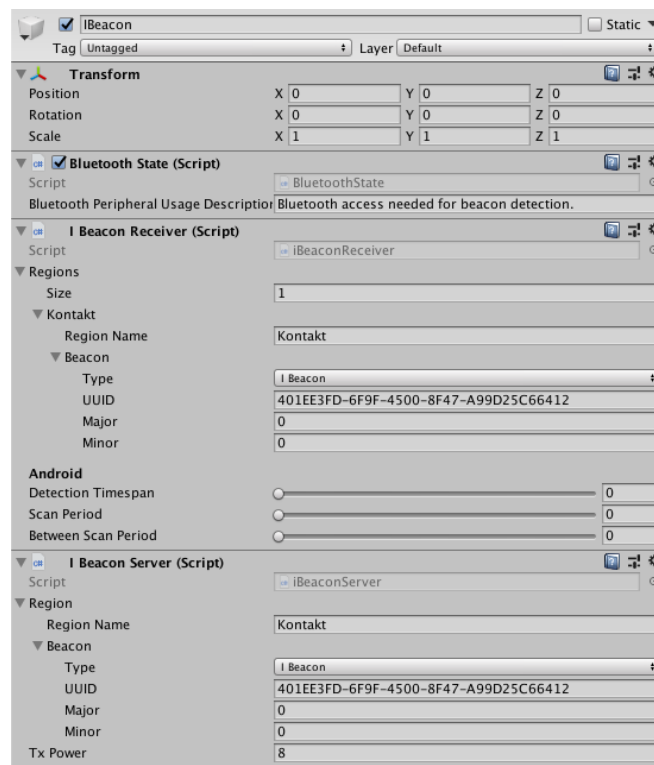 IBeacon Static
Tag Untagged Layer Default
Transform
Position X 0 Y 0 Z 0
Rotation X 0 Y 0 Z 0
Scale X 1 Y 1 Z 1
Bluetooth State (Script)
Script BluetoothState
Bluetooth Peripheral Usage Description Bluetooth access needed for beacon detection.
I Beacon Receiver (Script)
Script iBeaconReceiver
Regions
Size 1
Kontakt
Region Name Kontakt
Beacon
Type I Beacon
UUID 401EE3FD-6F9F-4500-8F47-A99D25C66412
Major 0
Minor 0
Android
Detection Timespan 0
Scan Period 0
Between Scan Period 0
I Beacon Server (Script)
Script iBeaconServer
Region
Region Name Kontakt
Beacon
Type I Beacon
UUID 401EE3FD-6F9F-4500-8F47-A99D25C66412
Major 0
Minor 0
Tx Power 8